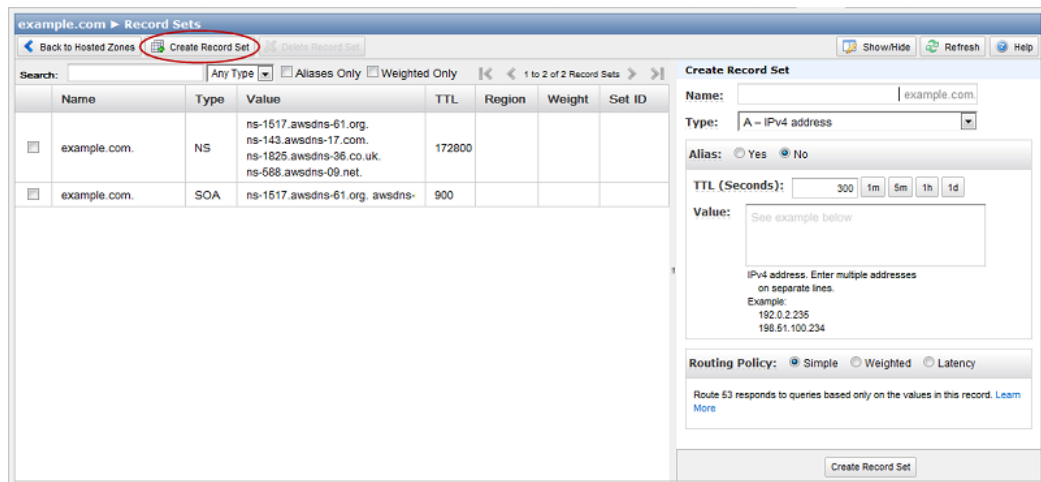 example.com ▶ Record Sets
Back to Hosted Zones Create Record Set Delete Record Set Show/Hide Refresh Help
Search: Any Type Aliases Only Weighted Only 1 to 2 of 2 Record Sets
Name Type Value TTL Region Weight Set ID
example.com. NS ns-1517.awsdns-61.org. 172800
ns-143.awsdns-17.com.
ns-1825.awsdns-36.co.uk.
ns-588.awsdns-09.net.
example.com. SOA ns-1517.awsdns-61.org. awsdns- 900
Create Record Set
Name: example.com.
Type: A – IPv4 address
Alias: Yes No
TTL (Seconds): 300 1m 5m 1h 1d
Value: See example below
IPv4 address. Enter multiple addresses
on separate lines.
Example:
192.0.2.235
198.51.100.234
Routing Policy: Simple Weighted Latency
Route 53 responds to queries based only on the values in this record. Learn
More
Create Record Set